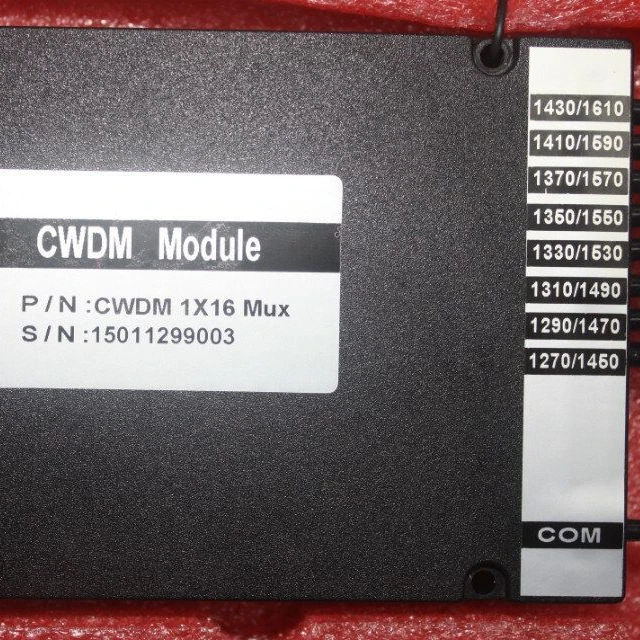 CWDM Module
P/N :CWDM 1X16 Mux
S/N :15011299003
1430/1610
1410/1590
1370/1570
1350/1550
1330/1530
1310/1490
1290/1470
1270/1450
COM